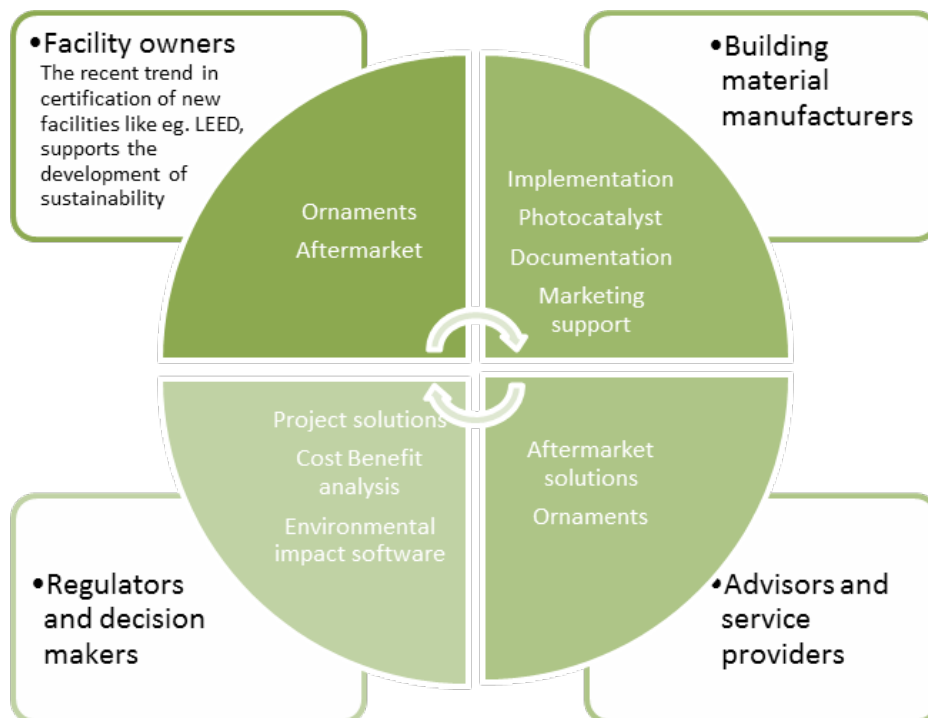 •Facility owners
The recent trend in
certification of new
facilities like eg. LEED,
supports the
development of
sustainability
Ornaments
Aftermarket
•Building
material
manufacturers
Implementation
Photocatalyst
Documentation
Marketing
support
Project solutions
Cost Benefit
analysis
Environmental
impact software
•Regulators
and decision
makers
Aftermarket
solutions
Ornaments
•Advisors and
service
providers